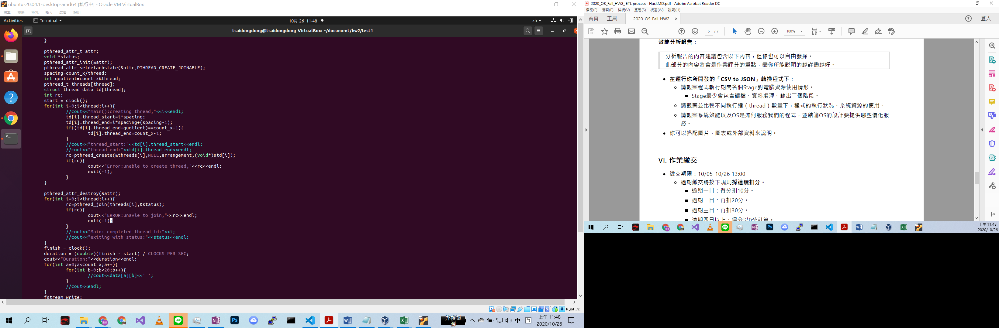 ubuntu-20.04.1-desktop-amd64 [執行中] - Oracle VM VirtualBox
檔案 機器 檢視 輸入 裝置 說明
Activities Terminal 10月 26 11:48 zh
tsaidongdong@tsaidongdong-VirtualBox: ~/document/hw2/test1
}
pthread_attr_t attr;
void *status;
pthread_attr_init(&attr);
pthread_attr_setdetachstate(&attr,PTHREAD_CREATE_JOINABLE);
spacing=count_x/thread;
int quotient=count_x%thread;
pthread_t threads[thread];
struct thread_data td[thread];
int rc;
start = clock();
for(int i=0;i<thread;i++){
//cout<<"main():creating thread,"<<i<<endl;
td[i].thread_start=i*spacing;
td[i].thread_end=i*spacing+(spacing-1);
if((td[i].thread_end+quotient)==count_x-1){
td[i].thread_end=count_x-1;
}
//cout<<"thread_start:"<<td[i].thread_start<<endl;
//cout<<"thread_end:"<<td[i].thread_end<<endl;
rc=pthread_create(&threads[i],NULL,arrangement,(void*)&td[i]);
if(rc){
cout<<"Error:unable to create thread,"<<rc<<endl;
exit(-1);
}
}
pthread_attr_destroy(&attr);
for(int i=0;i<thread;i++){
rc=pthread_join(threads[i],&status);
if(rc){
cout<<"ERROR:unavle to join,"<<rc<<endl;
exit(-1);
}
//cout<<"Main: completed thread id:"<<i;
//cout<<"exiting with status:"<<status<<endl;
}
finish = clock();
duration = (double)(finish - start) / CLOCKS_PER_SEC;
cout<<"Duration:"<<duration<<endl;
for(int a=0;a<count_x;a++){
for(int b=0;b<20;b++){
//cout<<data[a][b]<<' ';
}
//cout<<endl;
}
fstream write;
Right Ctrl
外接電源
中
上午 11:48
2020/10/26
2020_OS_Fall_HW2_ ETL process - HackMD.pdf - Adobe Acrobat Reader DC
檔案(F) 編輯(E) 檢視(V) 簽署(S) 視窗(W) 說明(H)
首頁 工具 2020_OS_Fall_HW2... × 登入
6 / 7 100%
效能分析報告：
分析報告的內容建議包含以下內容，但你也可以自由發揮。
此部分的內容將會是作業評分的重點，盡你所能說明的越詳盡越好。
在運行你所開發的「CSV to JSON」轉換程式下：
請觀察程式執行期間各個Stage對電腦資源使用情形。
Stage最少會包含讀檔、資料處理、輸出三個階段。
請觀察並比較不同執行緒（thread）數量下，程式的執行狀況、系統資源的使用。
請觀察系統效能以及OS是如何服務我們的程式，並結論OS的設計要提供哪些優化服
務。
你可以搭配圖片、圖表或外部資料來說明。
VI. 作業繳交
繳交期限：10/05-10/26 13:00
逾期繳交將按下規則採連續扣分。
逾期一日：得分扣10分。
逾期二日：再扣20分。
逾期三日：再扣30分。
逾期四日以上：得分以0分計算。
上午 11:48
2020/10/26